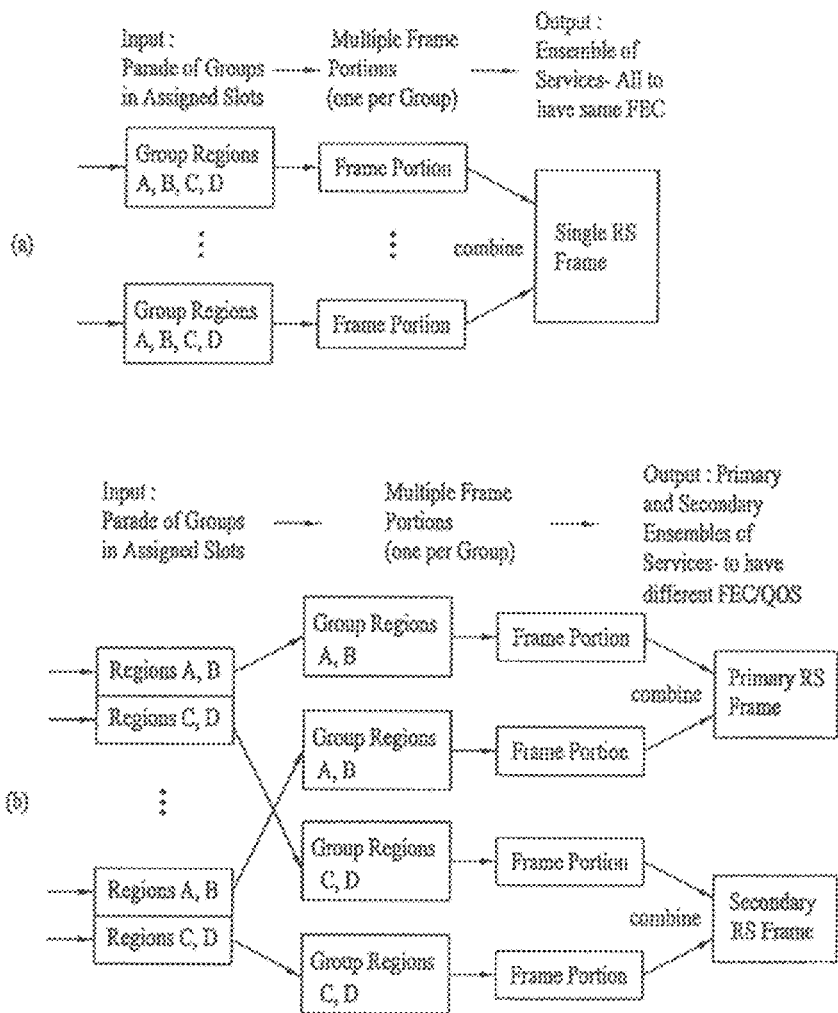 Input :
Parade of Groups
in Assigned Slots
Multiple Frame
Portions
(one per Group)
Output :
Ensemble of
Services- All to
have same FEC
(a)
Group Regions
A, B, C, D
Frame Portion
combine
Single RS
Frame
Group Regions
A, B, C, D
Frame Portion
Input :
Parade of Groups
in Assigned Slots
Multiple Frame
Portions
(one per Group)
Output : Primary
and Secondary
Ensembles of
Services- to have
different FEC/QOS
(b)
Regions A, B
Regions C, D
Group Regions
A, B
Frame Portion
combine
Primary RS
Frame
Group Regions
A, D
Frame Portion
Regions A, B
Regions C, D
Group Regions
C, D
Frame Portion
combine
Secondary
RS Frame
Group Regions
C, D
Frame Portion